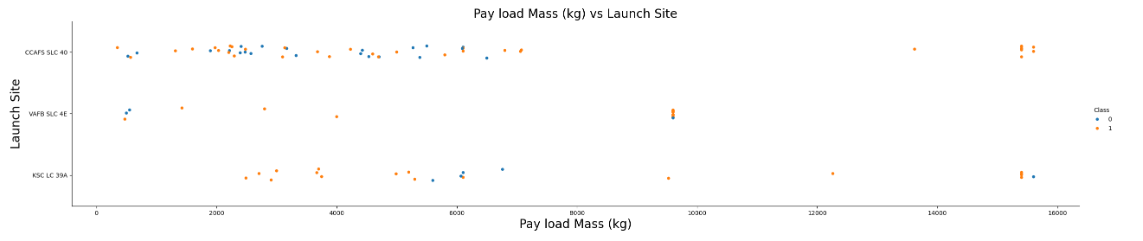 Pay load Mass (kg) vs Launch Site
Launch Site
CCAFS SLC 40
VAFB SLC 4E
KSC LC 39A
0
2000
4000
6000
8000
10000
12000
14000
16000
Pay load Mass (kg)
Class
0
1